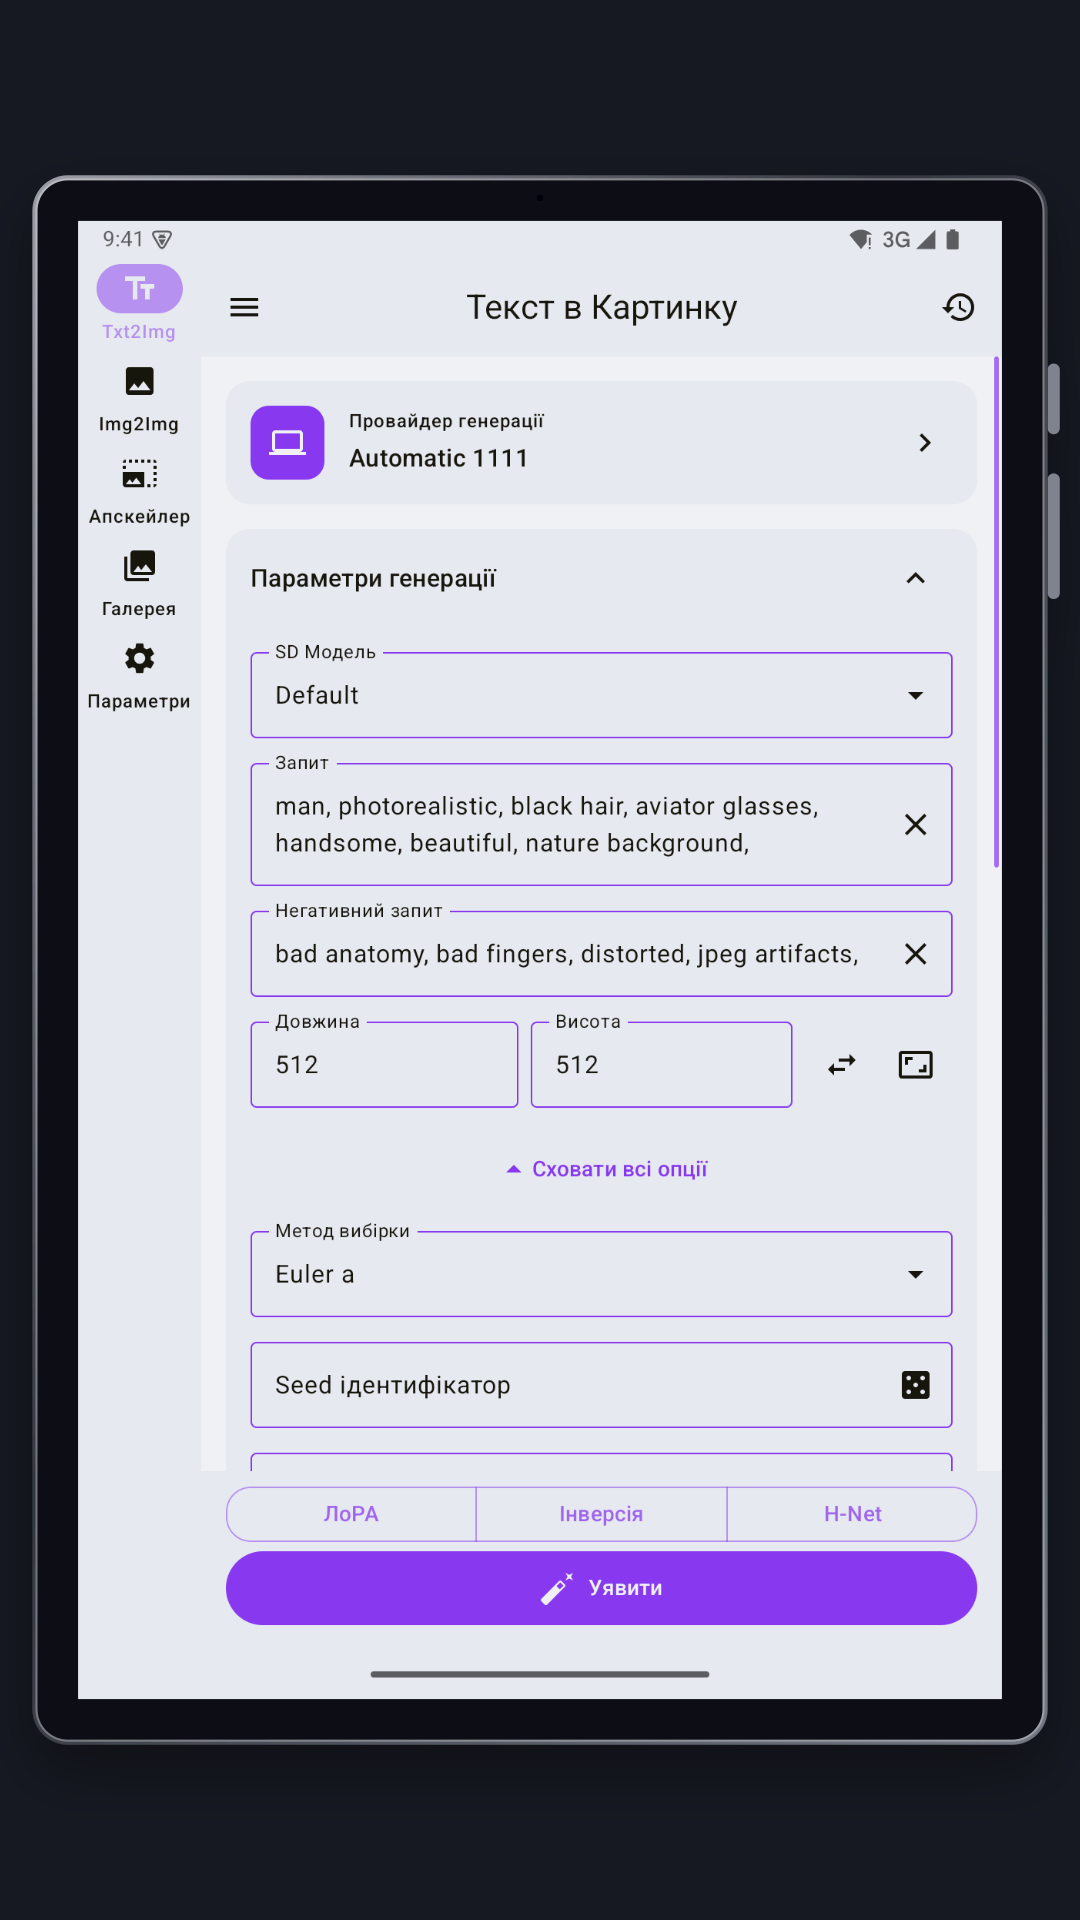 9:41
3G
Txt2Img
Img2Img
Апскейлер
Галерея
Параметри
Текст в Картинку
Провайдер генерації
Automatic 1111
Параметри генерації
SD Модель
Default
Запит
man, photorealistic, black hair, aviator glasses,
handsome, beautiful, nature background,
Негативний запит
bad anatomy, bad fingers, distorted, jpeg artifacts,
Довжина
512
Висота
512
Сховати всі опції
Метод вибірки
Euler a
Seed ідентифікатор
ЛоРА
Інверсія
H-Net
Уявити